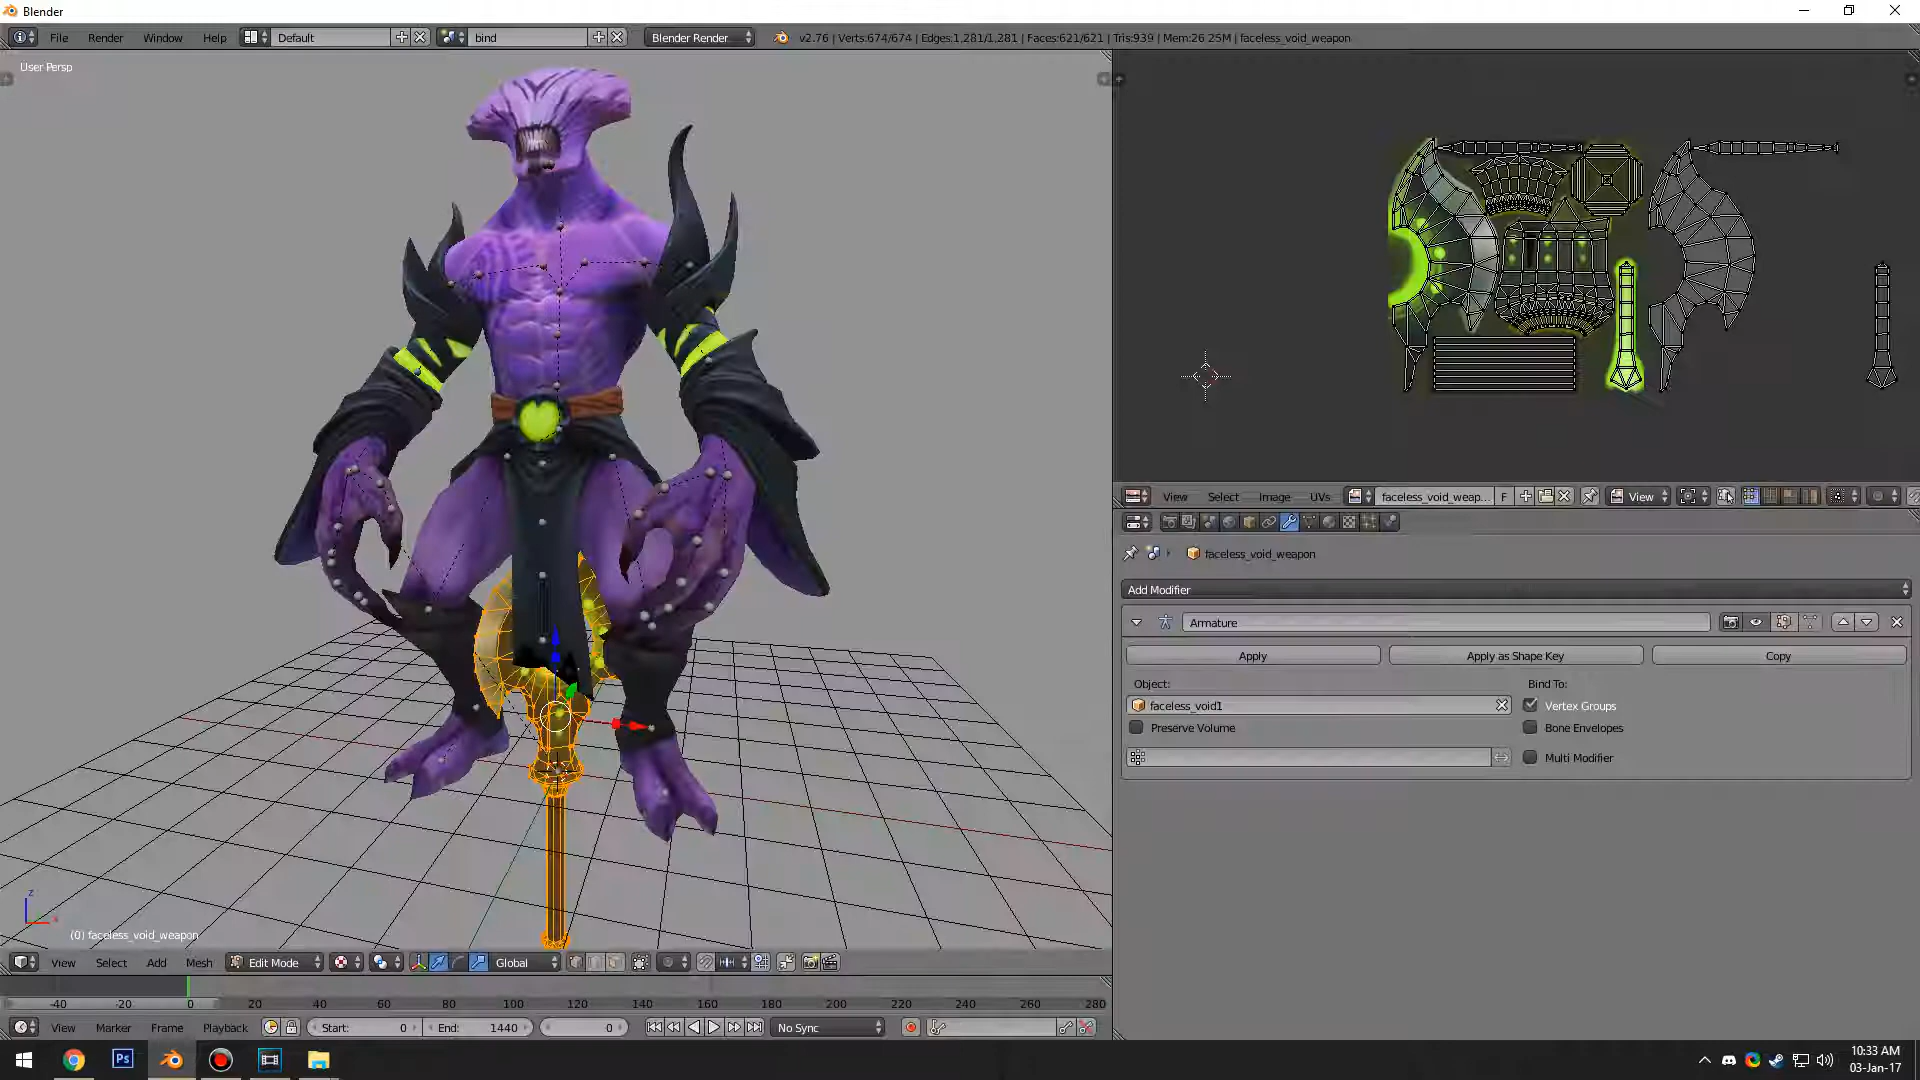 Blender
File Render Window Help Default bind Blender Render v2.76 | Verts:674/674 | Edges:1,281/1,281 | Faces:621/621 | Tris:939 | Mem:26 25M | faceless_void_weapon
User Persp
View Select Image UVs faceless_void_weap... F View
faceless_void_weapon
Add Modifier
Armature
Apply Apply as Shape Key Copy
Object: Bind To:
faceless_void1 Vertex Groups
Preserve Volume Bone Envelopes
Multi Modifier
z
x
(0) faceless_void_weapon
View Select Add Mesh Edit Mode Global
-40 -20 0 20 40 60 80 100 120 140 160 180 200 220 240 260 280
View Marker Frame Playback Start: 0 End: 1440 0 No Sync
Ps
10:33 AM
03-Jan-17